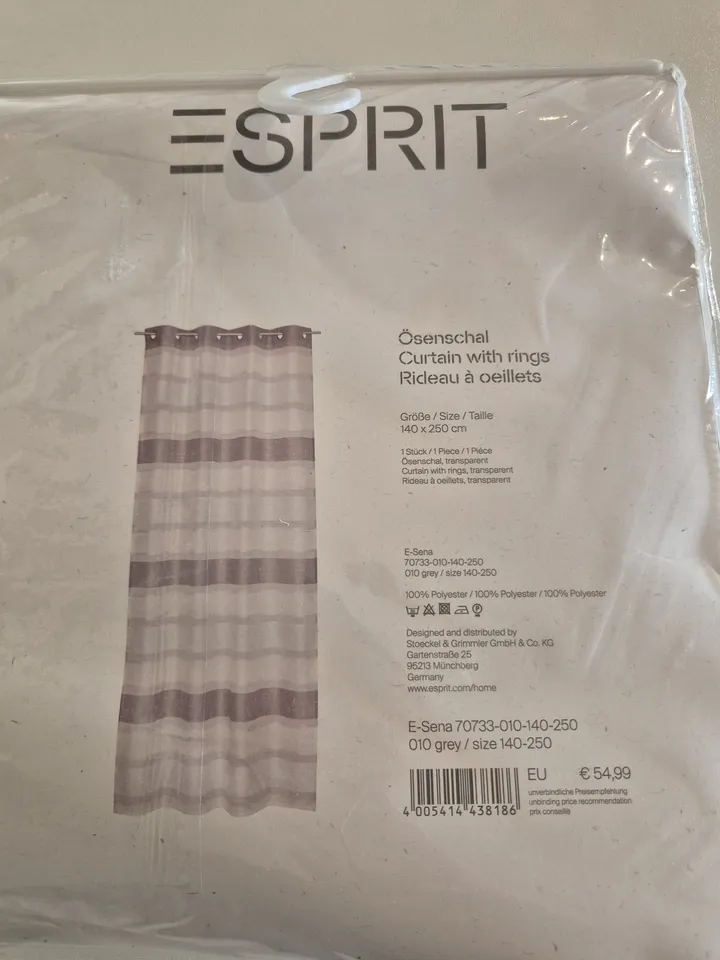 ESPRIT
Ösenschal
Curtain with rings
Rideau à oeillets
Größe / Size / Taille
140 x 250 cm
1 Stück / 1 Piece / 1 Pièce
Ösenschal, transparent
Curtain with rings, transparent
Rideau à oeillets, transparent
E-Sena
70733-010-140-250
010 grey / size 140-250
100% Polyester / 100% Polyester / 100% Polyester
Designed and distributed by
Stoeckel & Grimmler GmbH & Co. KG
Gartenstraße 25
95213 Münchberg
Germany
www.esprit.com/home
E-Sena 70733-010-140-250
010 grey / size 140-250
EU € 54,99
unverbindliche Preisempfehlung
unbinding price recommendation
prix conseillé
4 005414 438186